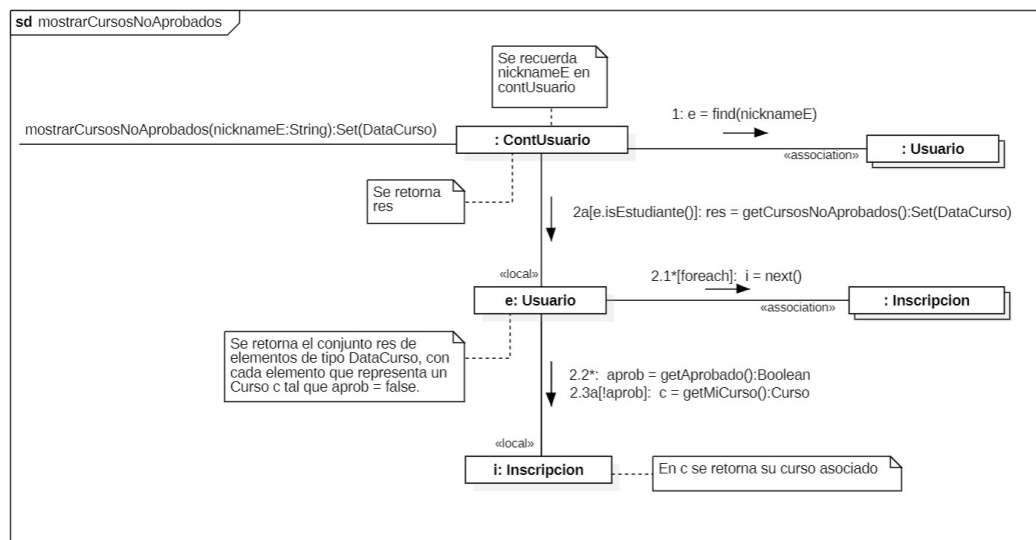 sd mostrarCursosNoAprobados
Se recuerda
nicknameE en
contUsuario
mostrarCursosNoAprobados(nicknameE:String):Set(DataCurso)
1: e = find(nicknameE)
: ContUsuario
«association»
: Usuario
Se retorna
res
2a[e.isEstudiante()]: res = getCursosNoAprobados():Set(DataCurso)
«local»
2.1*[foreach]: i = next()
e: Usuario
«association»
: Inscripcion
Se retorna el conjunto res de
elementos de tipo DataCurso, con
cada elemento que representa un
Curso c tal que aprob = false.
2.2*: aprob = getAprobado():Boolean
2.3a[!aprob]: c = getMiCurso():Curso
«local»
i: Inscripcion
En c se retorna su curso asociado